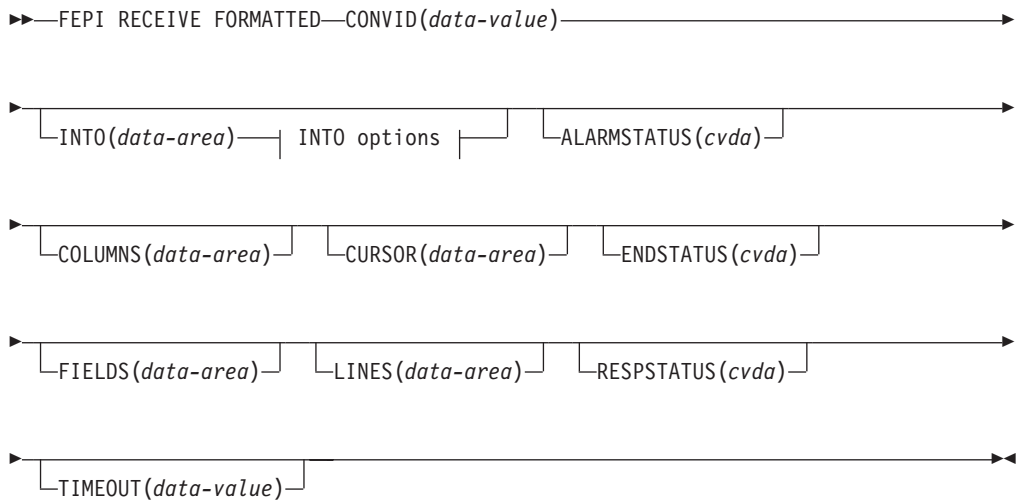 FEPI RECEIVE FORMATTED CONVID(data-value)
INTO(data-area) INTO options ALARMSTATUS(cvda)
COLUMNS(data-area) CURSOR(data-area) ENDSTATUS(cvda)
FIELDS(data-area) LINES(data-area) RESPSTATUS(cvda)
TIMEOUT(data-value)